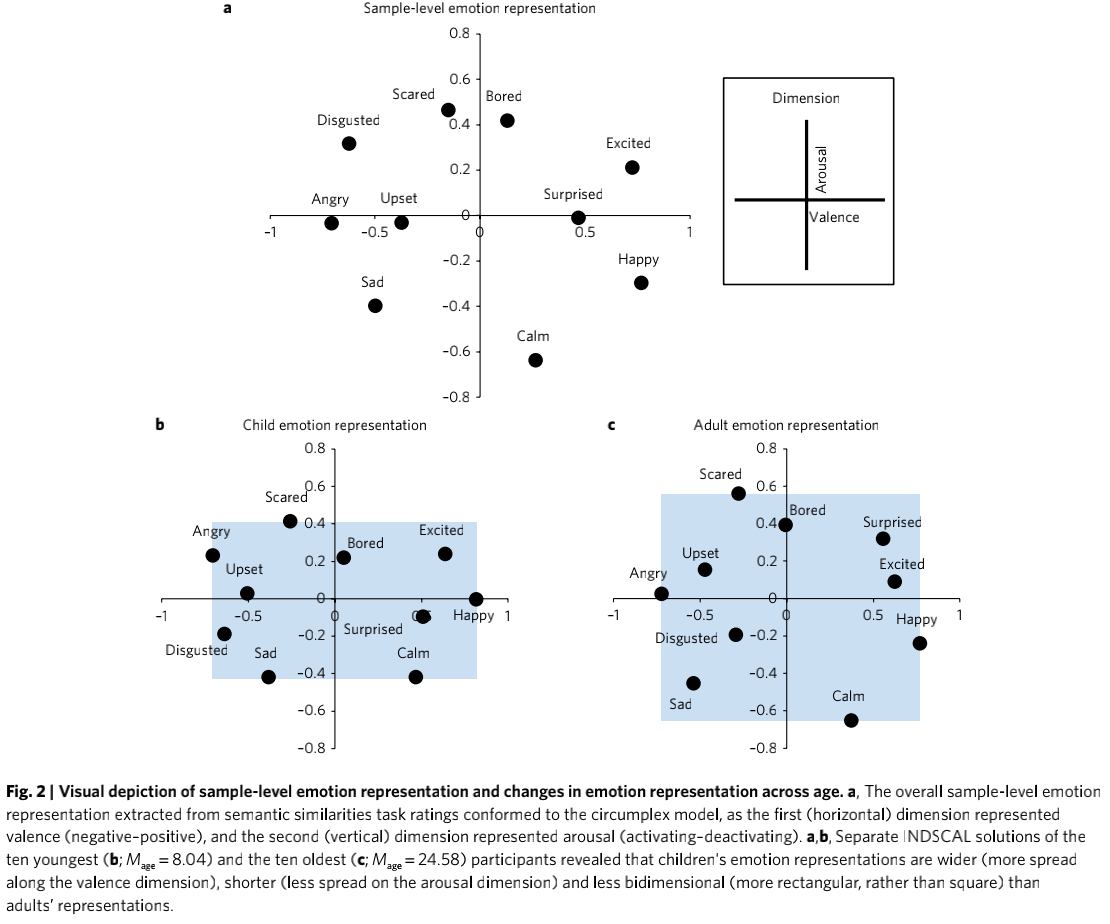 a
Sample-level emotion representation
0.8
0.6
Scared
Bored
Disgusted
0.4
Excited
0.2
Angry
Upset
Surprised
0
-1
-0.5
0
0.5
1
-0.2
Happy
Sad
-0.4
Calm
-0.6
-0.8
Dimension
Arousal
Valence
b
Child emotion representation
0.8
0.6
Scared
0.4
Angry
Excited
Bored
0.2
Upset
0
-1
-0.5
0
0.5
1
Happy
Surprised
-0.2
Disgusted
Sad
Calm
-0.4
-0.6
-0.8
c
Adult emotion representation
0.8
Scared
0.6
Bored
0.4
Surprised
Upset
0.2
Excited
Angry
0
-1
-0.5
0
0.5
1
Happy
Disgusted
-0.2
-0.4
Sad
Calm
-0.6
-0.8
Fig. 2 | Visual depiction of sample-level emotion representation and changes in emotion representation across age. a, The overall sample-level emotion
representation extracted from semantic similarities task ratings conformed to the circumplex model, as the first (horizontal) dimension represented
valence (negative–positive), and the second (vertical) dimension represented arousal (activating–deactivating). a,b, Separate INDSCAL solutions of the
ten youngest (b; Mage = 8.04) and the ten oldest (c; Mage = 24.58) participants revealed that children's emotion representations are wider (more spread
along the valence dimension), shorter (less spread on the arousal dimension) and less bidimensional (more rectangular, rather than square) than
adults' representations.